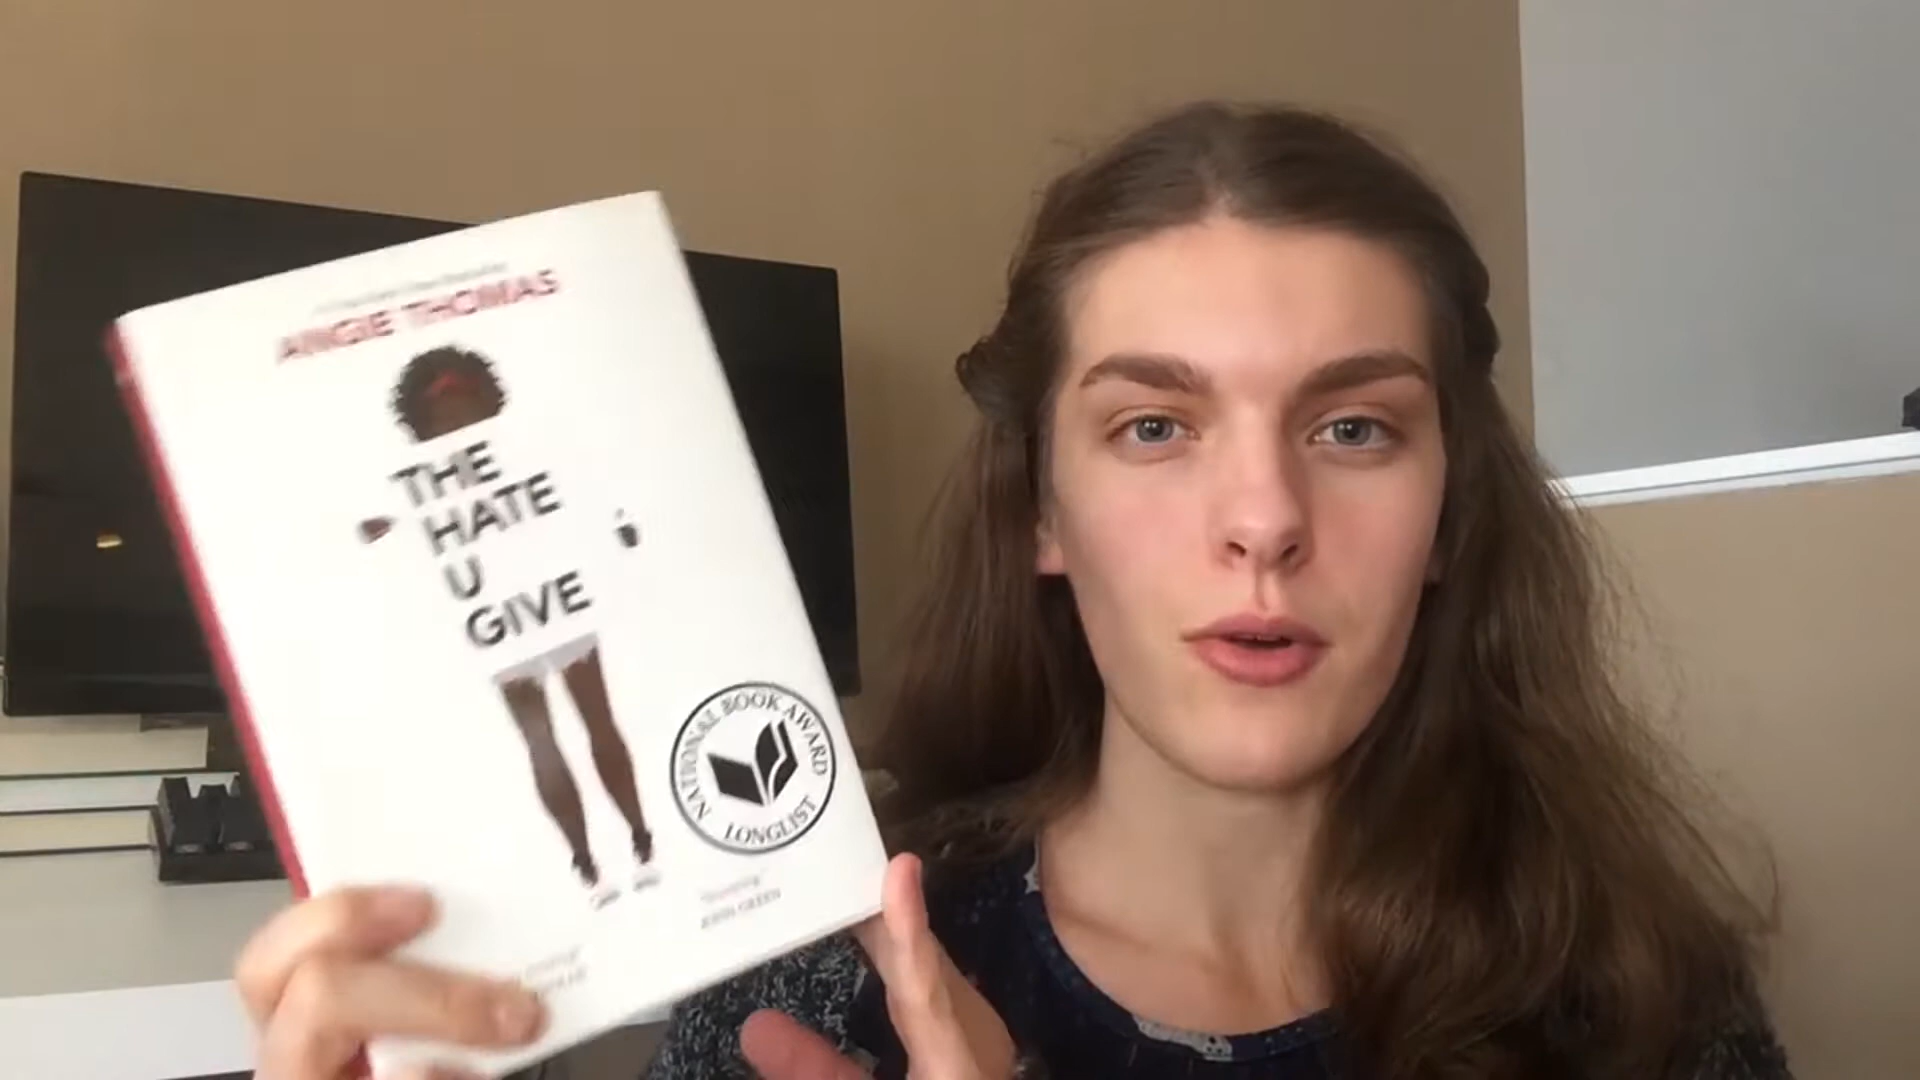 ANGIE THOMAS
THE
HATE
U
GIVE
NATIONAL BOOK AWARD
LONGLIST
JOHN GREEN